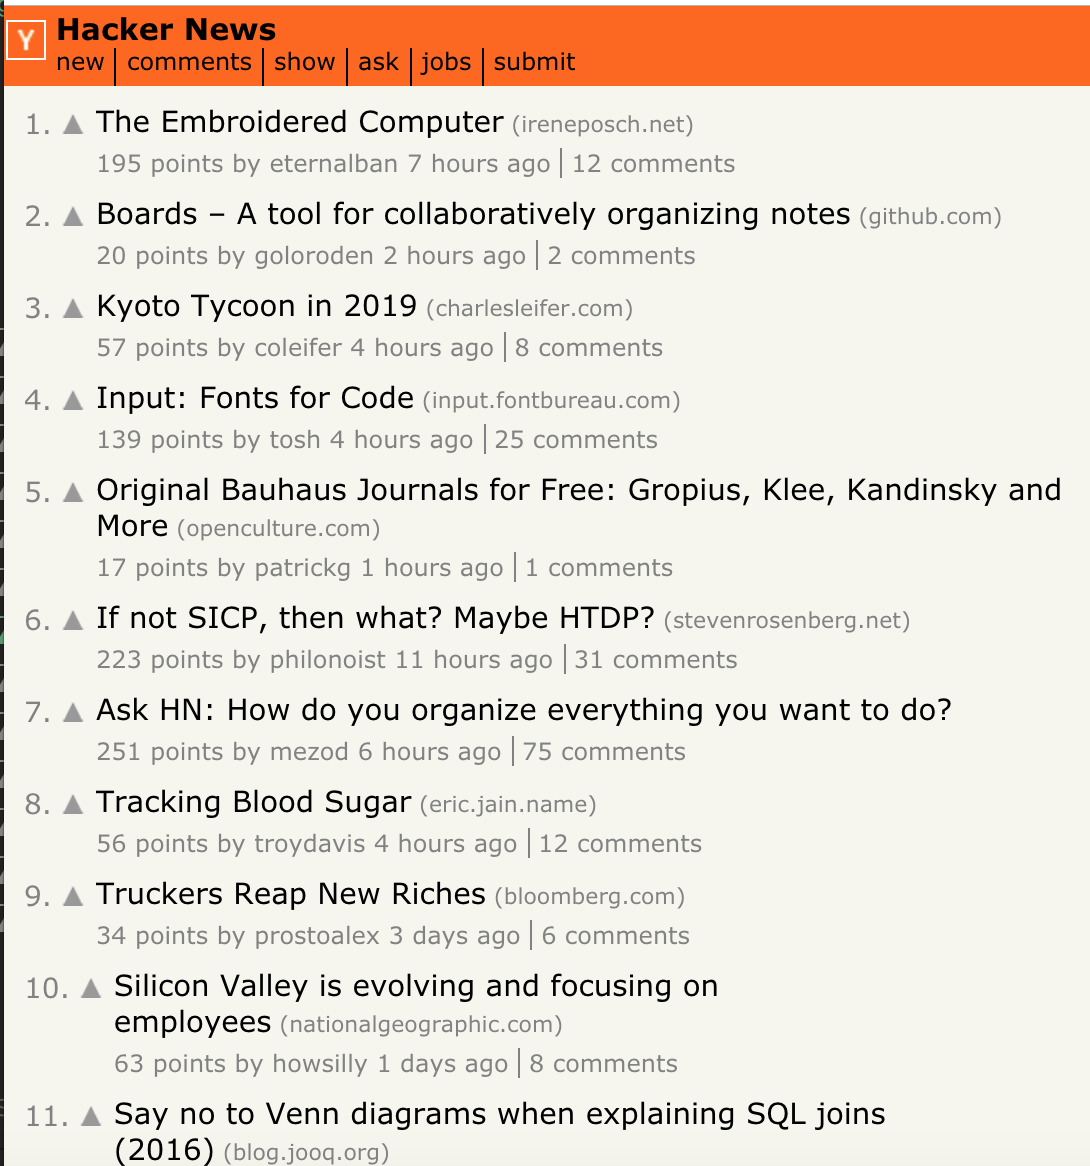 Y
Hacker News
new | comments | show | ask | jobs | submit
1. ▲ The Embroidered Computer (ireneposch.net)
195 points by eternalban 7 hours ago | 12 comments
2. ▲ Boards – A tool for collaboratively organizing notes (github.com)
20 points by goloroden 2 hours ago | 2 comments
3. ▲ Kyoto Tycoon in 2019 (charlesleifer.com)
57 points by coleifer 4 hours ago | 8 comments
4. ▲ Input: Fonts for Code (input.fontbureau.com)
139 points by tosh 4 hours ago | 25 comments
5. ▲ Original Bauhaus Journals for Free: Gropius, Klee, Kandinsky and
More (openculture.com)
17 points by patrickg 1 hours ago | 1 comments
6. ▲ If not SICP, then what? Maybe HTDP? (stevenrosenberg.net)
223 points by philonoist 11 hours ago | 31 comments
7. ▲ Ask HN: How do you organize everything you want to do?
251 points by mezod 6 hours ago | 75 comments
8. ▲ Tracking Blood Sugar (eric.jain.name)
56 points by troydavis 4 hours ago | 12 comments
9. ▲ Truckers Reap New Riches (bloomberg.com)
34 points by prostoalex 3 days ago | 6 comments
10. ▲ Silicon Valley is evolving and focusing on
employees (nationalgeographic.com)
63 points by howsilly 1 days ago | 8 comments
11. ▲ Say no to Venn diagrams when explaining SQL joins
(2016) (blog.jooq.org)